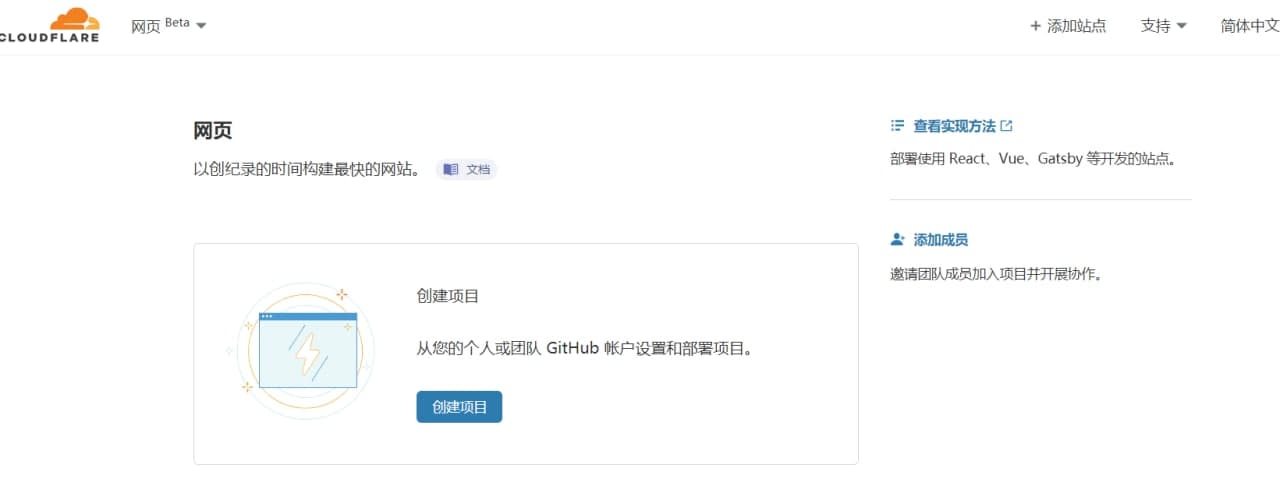 CLOUDFLARE
网页 Beta
+ 添加站点
支持
简体中文
网页
以创纪录的时间构建最快的网站。
文档
创建项目
从您的个人或团队 GitHub 帐户设置和部署项目。
创建项目
查看实现方法
部署使用 React、Vue、Gatsby 等开发的站点。
添加成员
邀请团队成员加入项目并开展协作。